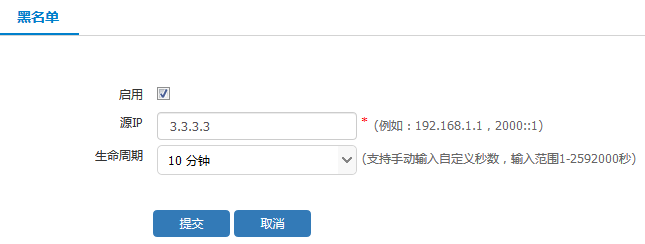 黑名单
启用
源IP 3.3.3.3 * (例如：192.168.1.1，2000::1)
生命周期 10 分钟 (支持手动输入自定义秒数，输入范围1-2592000秒)
提交 取消